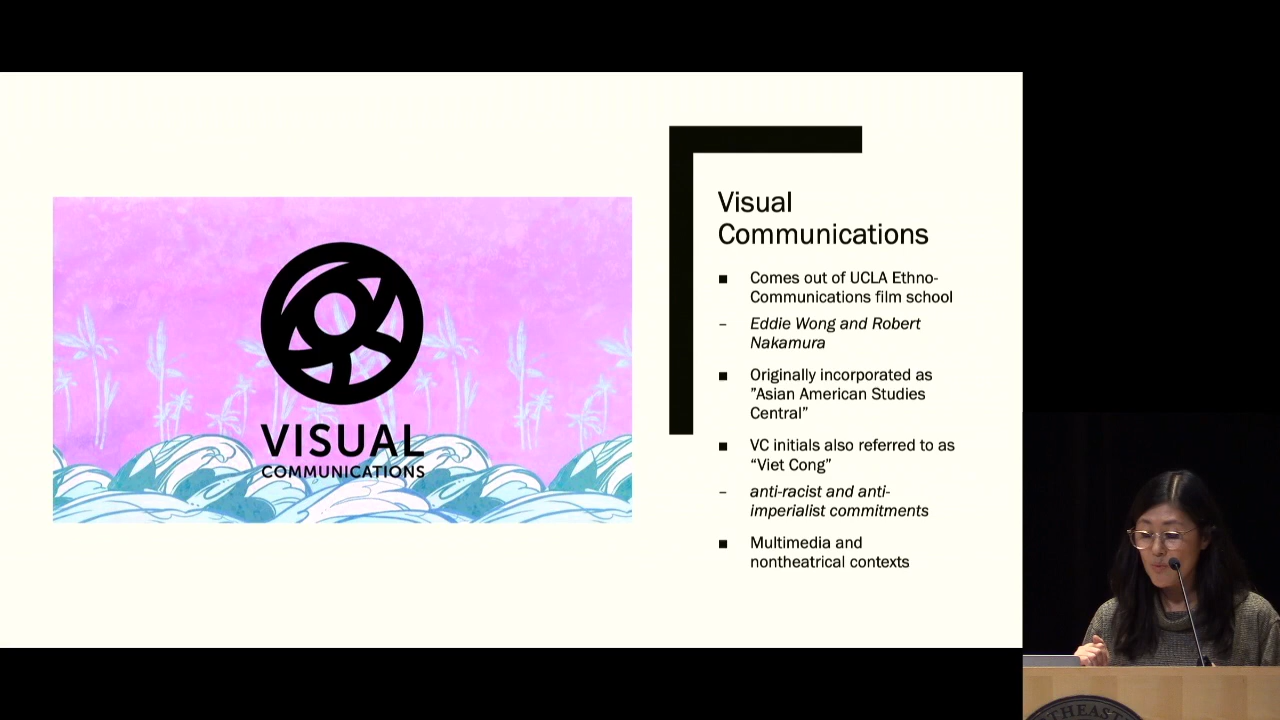 VISUAL
COMMUNICATIONS
Visual
Communications
■ Comes out of UCLA Ethno-
Communications film school
– Eddie Wong and Robert
Nakamura
■ Originally incorporated as
”Asian American Studies
Central”
■ VC initials also referred to as
“Viet Cong”
– anti-racist and anti-
imperialist commitments
■ Multimedia and
nontheatrical contexts